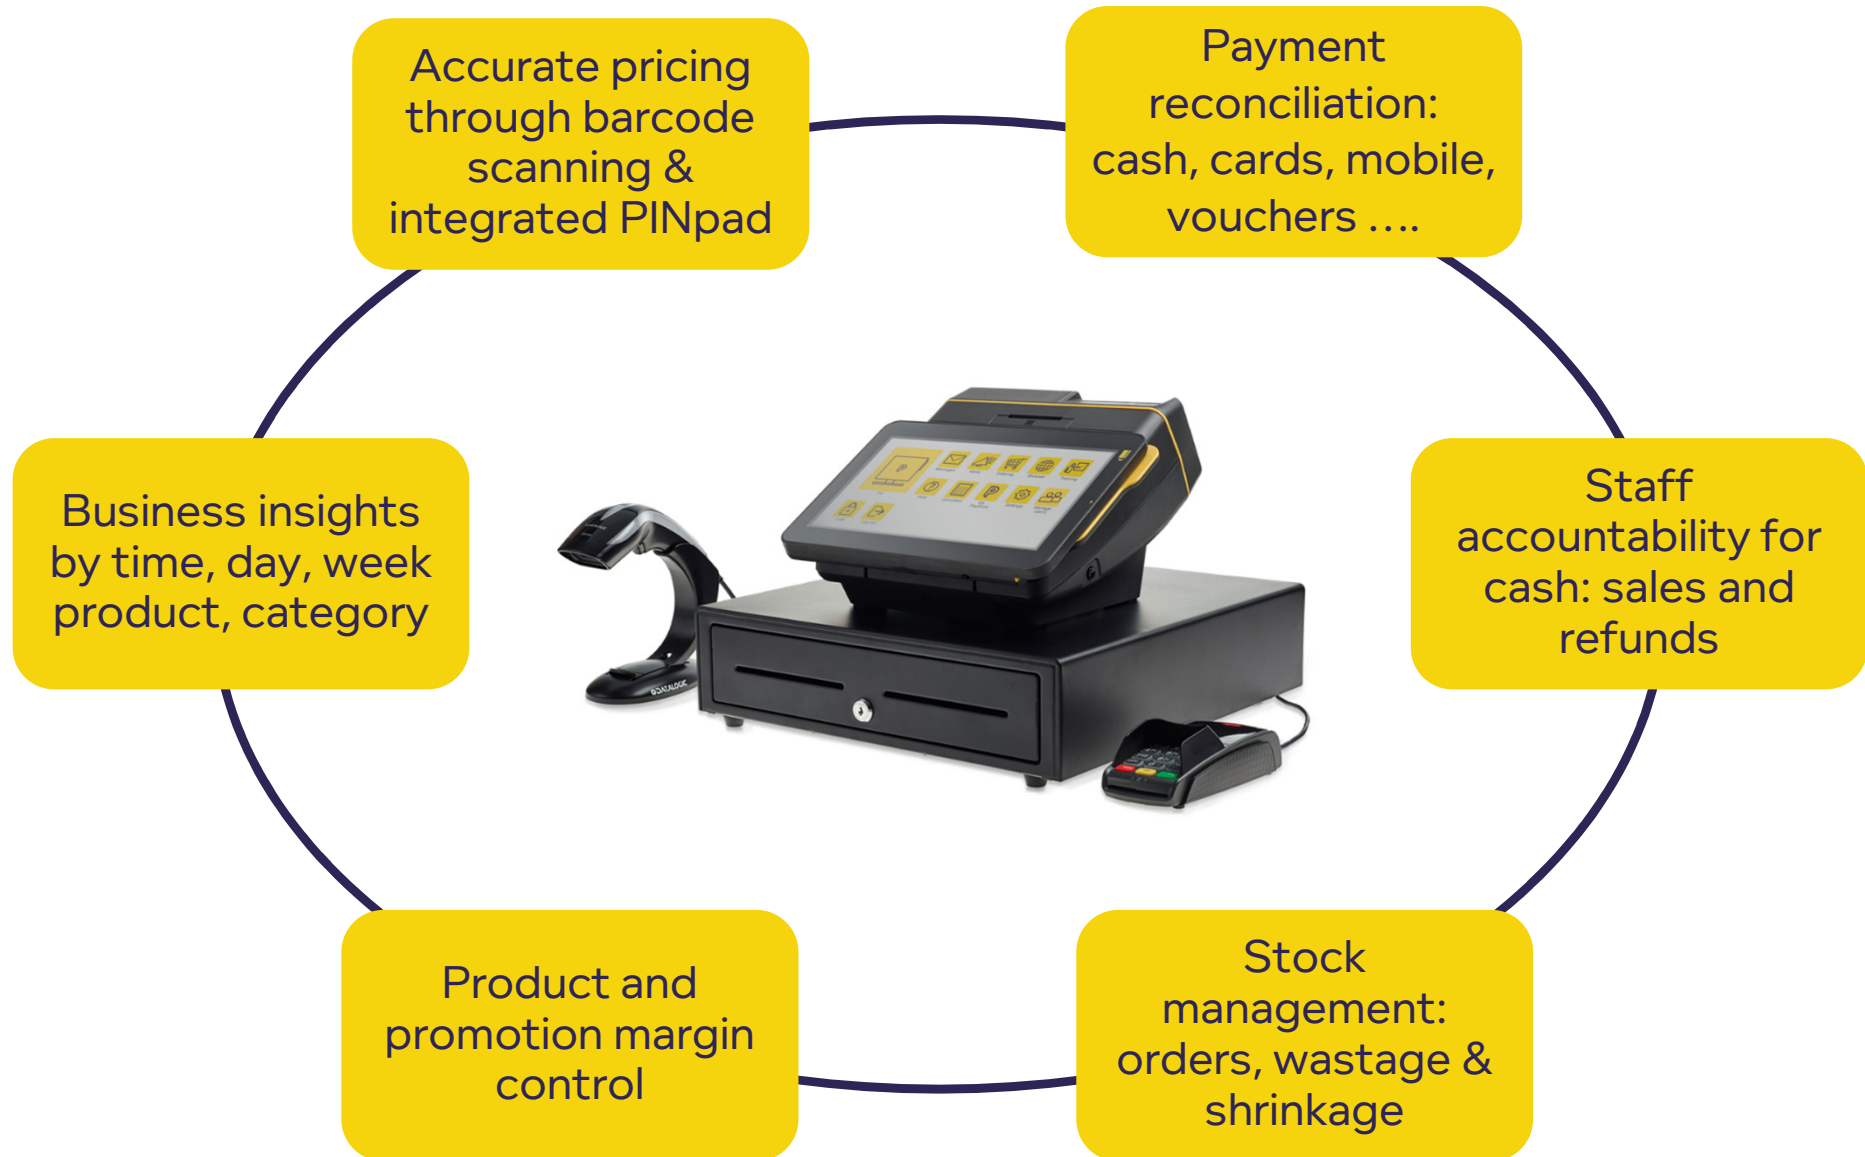 Accurate pricing
through barcode
scanning &
integrated PINpad
Payment
reconciliation:
cash, cards, mobile,
vouchers ....
Business insights
by time, day, week
product, category
Staff
accountability for
cash: sales and
refunds
DATALOGIC
Product and
promotion margin
control
Stock
management:
orders, wastage &
shrinkage